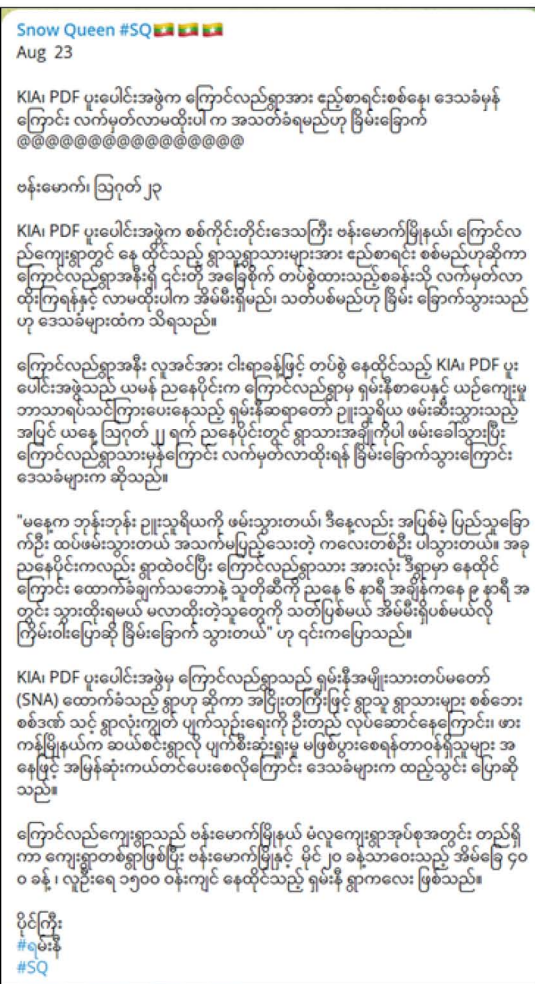 Snow Queen #SQ🇲🇲🇲🇲🇲🇲
Aug 23
KIA၊ PDF ပူးပေါင်းအဖွဲ့က ကြောင်လည်ရွာအား ဧည့်စာရင်းစစ်နေ၊ ဒေသခံမှန်
ကြောင်း လက်မှတ်လာမထိုးပါ က အသတ်ခံရမည်ဟု ခြိမ်းခြောက်
@@@@@@@@@@@@@@@@
ဗန်းမောက်၊ ဩဂုတ်၂၃
KIA၊ PDF ပူးပေါင်းအဖွဲ့က စစ်ကိုင်းတိုင်းဒေသကြီး ဗန်းမောက်မြို့နယ်၊ ကြောင်လ
ည်ကျေးရွာတွင် နေ ထိုင်သည့် ရွာသူရွာသားများအား ဧည့်စာရင်း စစ်မည်ဟုဆိုကာ
ကြောင်လည်ရွာအနီးရှိ ၎င်းတို့ အခြေစိုက် တပ်စွဲထားသည့်စခန်းသို့ လက်မှတ်လာ
ထိုးကြရန်နှင့် လာမထိုးပါက အိမ်မီးရှို့မည်၊ သတ်ပစ်မည်ဟု ခြိမ်း ခြောက်သွားသည်
ဟု ဒေသခံများထံက သိရသည်။
ကြောင်လည်ရွာအနီး လူအင်အား ငါးရာခန့်ဖြင့် တပ်စွဲ နေထိုင်သည့် KIA၊ PDF ပူး
ပေါင်းအဖွဲ့သည် ယမန် ညနေပိုင်းက ကြောင်လည်ရွာမှ ရှမ်းနီစာပေနှင့် ယဉ်ကျေးမှု
ဘာသာရပ်သင်ကြားပေးနေသည့် ရှမ်းနီဆရာတော် ဥူးသူရိယ ဖမ်းဆီးသွားသည့်
အပြင် ယနေ့ ဩဂုတ် ၂၂ ရက် ညနေပိုင်းတွင် ရွာသားအချို့ကိုပါ ဖမ်းခေါ်သွားပြီး
ကြောင်လည်ရွာသားမှန်ကြောင်း လက်မှတ်လာထိုးရန် ခြိမ်းခြောက်သွားကြောင်း
ဒေသခံများက ဆိုသည်။
"မနေ့က ဘုန်းဘုန်း ဥူးသူရိယကို ဖမ်းသွားတယ်၊ ဒီနေ့လည်း အပြစ်မဲ့ ပြည်သူခြော
က်ဦး ထပ်ဖမ်းသွားတယ် အသက်မပြည့်သေးတဲ့ ကလေးတစ်ဦး ပါသွားတယ်။ အခု
ညနေပိုင်းကလည်း ရွာထဲဝင်ပြီး ကြောင်လည်ရွာသား အားလုံး ဒီရွာမှာ နေထိုင်
ကြောင်း ထောက်ခံချက်သဘောနဲ့ သူတို့ဆီကို ညနေ ၆ နာရီ အချိန်ကနေ ၉ နာရီ အ
တွင်း သွားထိုးရမယ် မလာထိုးတဲ့သူတွေကို သတ်ပြစ်မယ် အိမ်မီးရှို့ပစ်မယ်လို့
ကြိမ်းဝါးပြောဆို ခြိမ်းခြောက် သွားတယ်" ဟု ၎င်းကပြောသည်။
KIA၊ PDF ပူးပေါင်းအဖွဲ့မှ ကြောင်လည်ရွာသည် ရှမ်းနီအမျိုးသားတပ်မတော်
(SNA) ထောက်ခံသည့် ရွာဟု ဆိုကာ အငြိုးတကြီးဖြင့် ရွာသူ ရွာသားများ စစ်ဘေး
စစ်ဒဏ် သင့် ရွာလုံးကျွတ် ပျက်သုဉ်းရေးကို ဦးတည် လုပ်ဆောင်နေကြောင်း၊ ဖား
ကန့်မြို့နယ်က ဆယ်စင်းရွာလို ပျက်စီးဆုံးရှုံးမှု မဖြစ်ပွားစေရန်တာဝန်ရှိသူများ အ
နေဖြင့် အမြန်ဆုံးကယ်တင်ပေးစေလိုကြောင်း ဒေသခံများက ထည့်သွင်း ပြောဆို
သည်။
ကြောင်လည်ကျေးရွာသည် ဗန်းမောက်မြို့နယ် မံလူကျေးရွာအုပ်စုအတွင်း တည်ရှိ
ကာ ကျေးရွာတစ်ရွာဖြစ်ပြီး ဗန်းမောက်မြို့နှင့် မိုင်၂၀ ခန့်သာဝေးသည့် အိမ်ခြေ ၄၀
၀ ခန့် ၊ လူဦးရေ ၁၅၀၀ ဝန်းကျင် နေထိုင်သည့် ရှမ်းနီ ရွာကလေး ဖြစ်သည်။
ပိုင်ကြီး
#ရမ်းနီ
#SQ